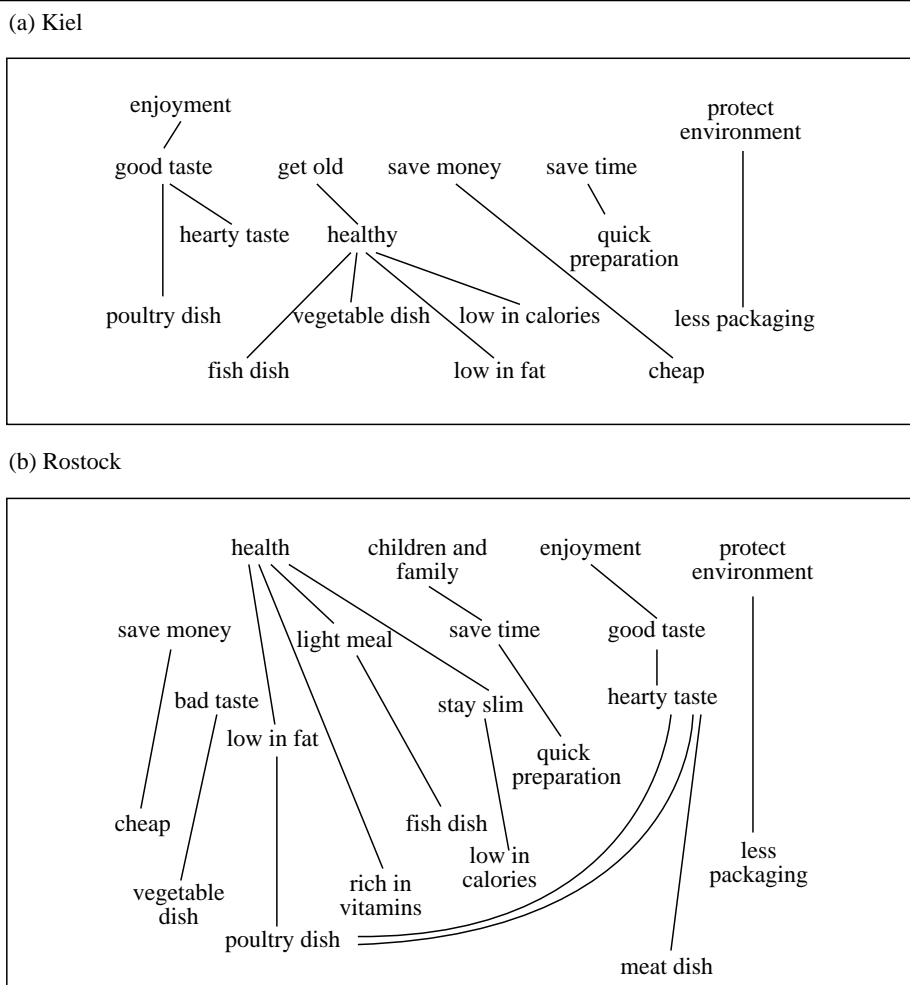 (a) Kiel
enjoyment
protect
environment
good taste
get old
save money
save time
hearty taste
healthy
quick
preparation
poultry dish
vegetable dish
low in calories
less packaging
fish dish
low in fat
cheap
(b) Rostock
health
children and
family
enjoyment
protect
environment
save money
light meal
save time
good taste
bad taste
stay slim
hearty taste
low in fat
quick
preparation
cheap
fish dish
low in
calories
less
packaging
vegetable
dish
rich in
vitamins
poultry dish
meat dish